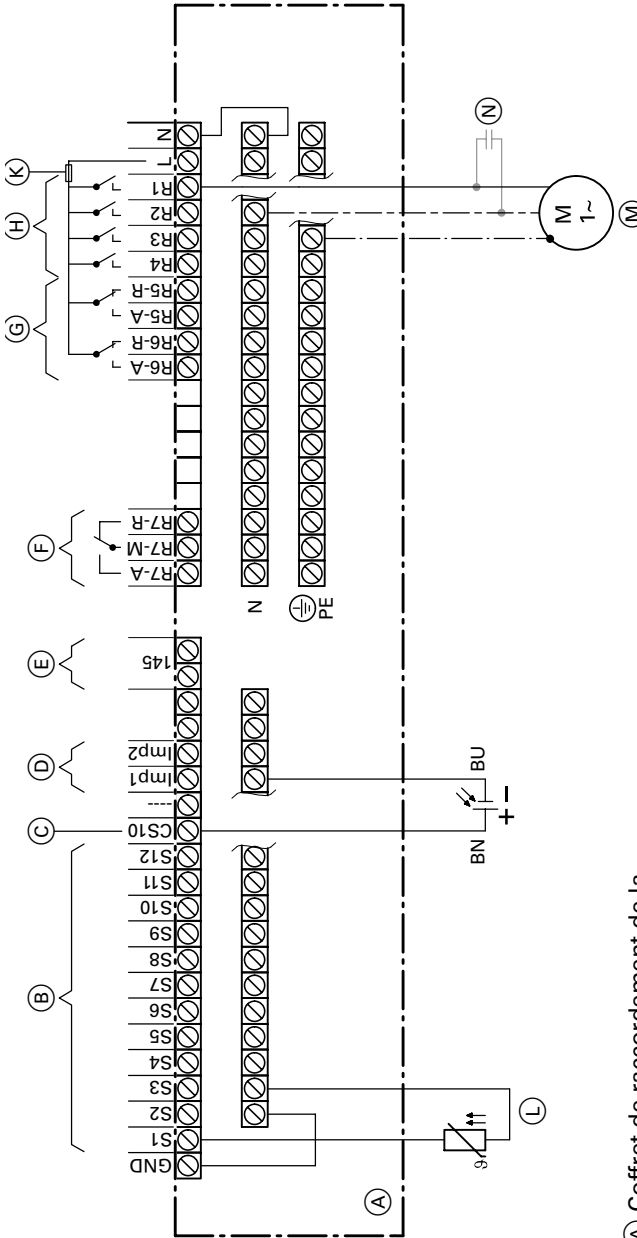 B
C
D
E
F
G
H
K
GND
S1
S2
S3
S4
S5
S6
S7
S8
S9
S10
S11
S12
CS10
----
Imp1
Imp2
145
R7-A
R7-M
R7-R
R6-A
R6-R
R5-A
R5-R
R4
R3
R2
R1
L
N
N
PE
A
ϑ
L
BN
+ -
BU
N
M
1~
M
A Coffret de raccordement de la